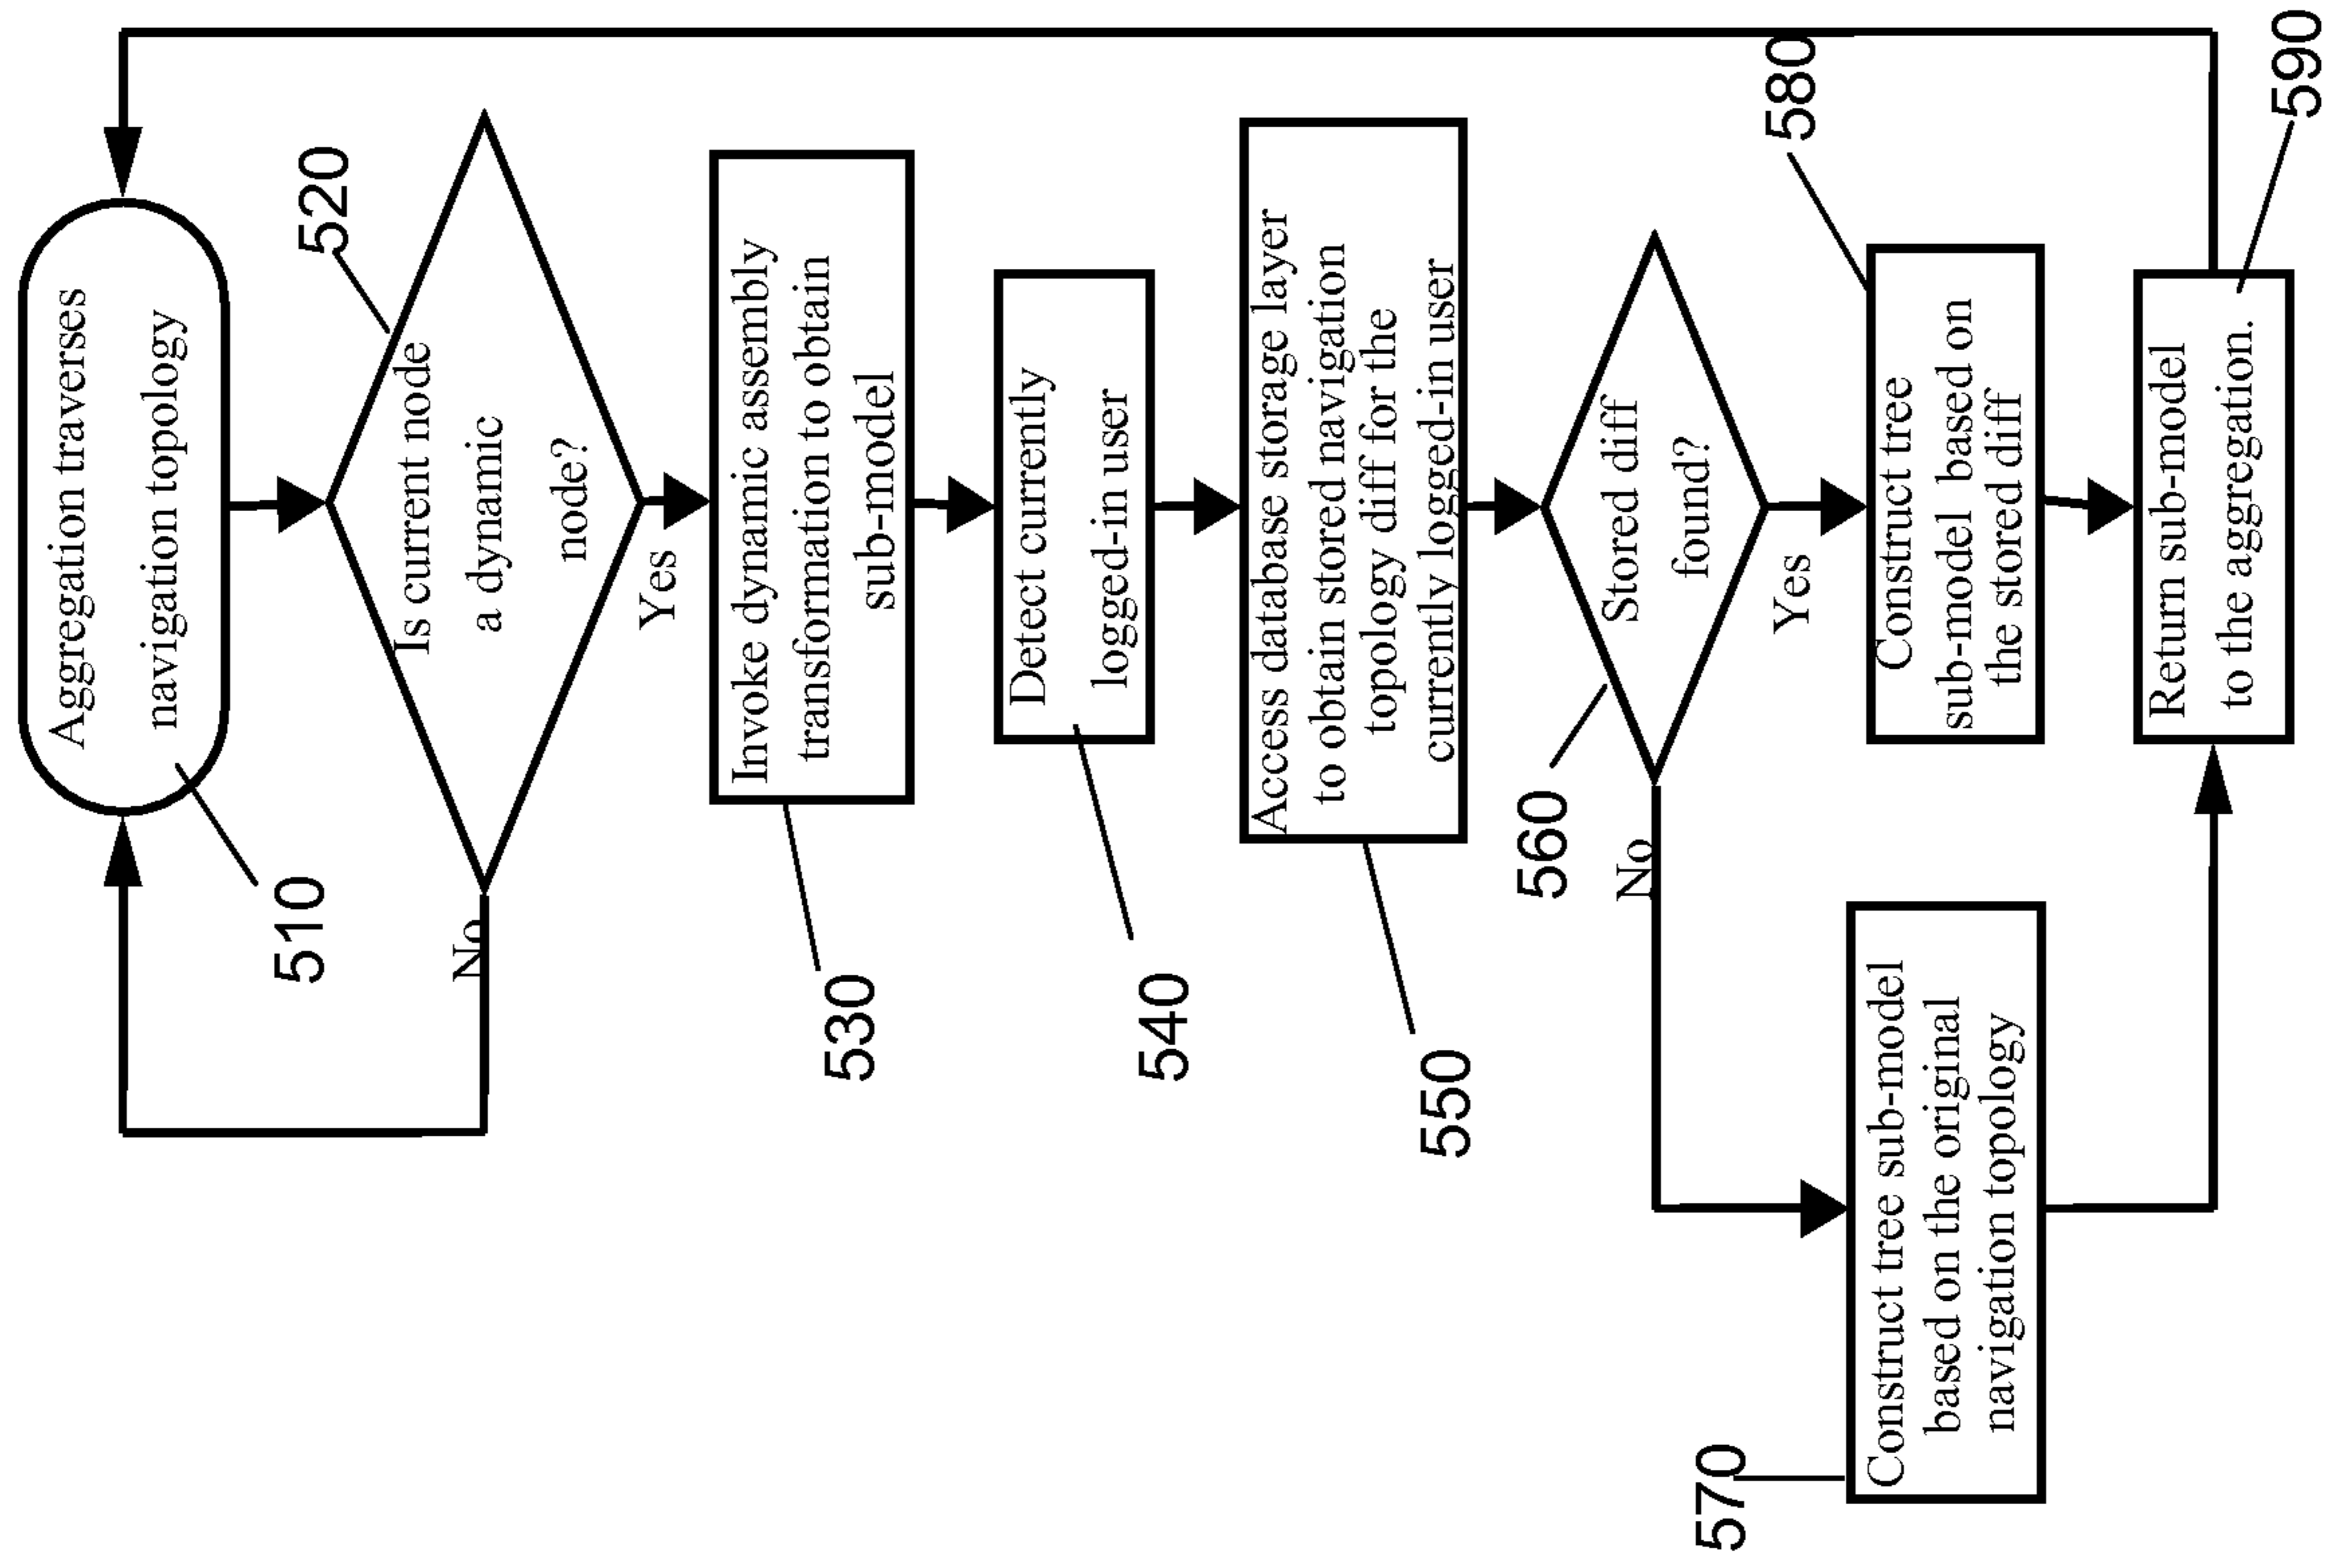 Aggregation traverses
navigation topology
510
Is current node
a dynamic
node?
520
No
Yes
Invoke dynamic assembly
transformation to obtain
sub-model
530
Detect currently
logged-in user
540
Access database storage layer
to obtain stored navigation
topology diff for the
currently logged-in user
550
Stored diff
found?
560
No
Yes
Construct tree sub-model
based on the original
navigation topology
570
Construct tree
sub-model based on
the stored diff
580
Return sub-model
to the aggregation.
590